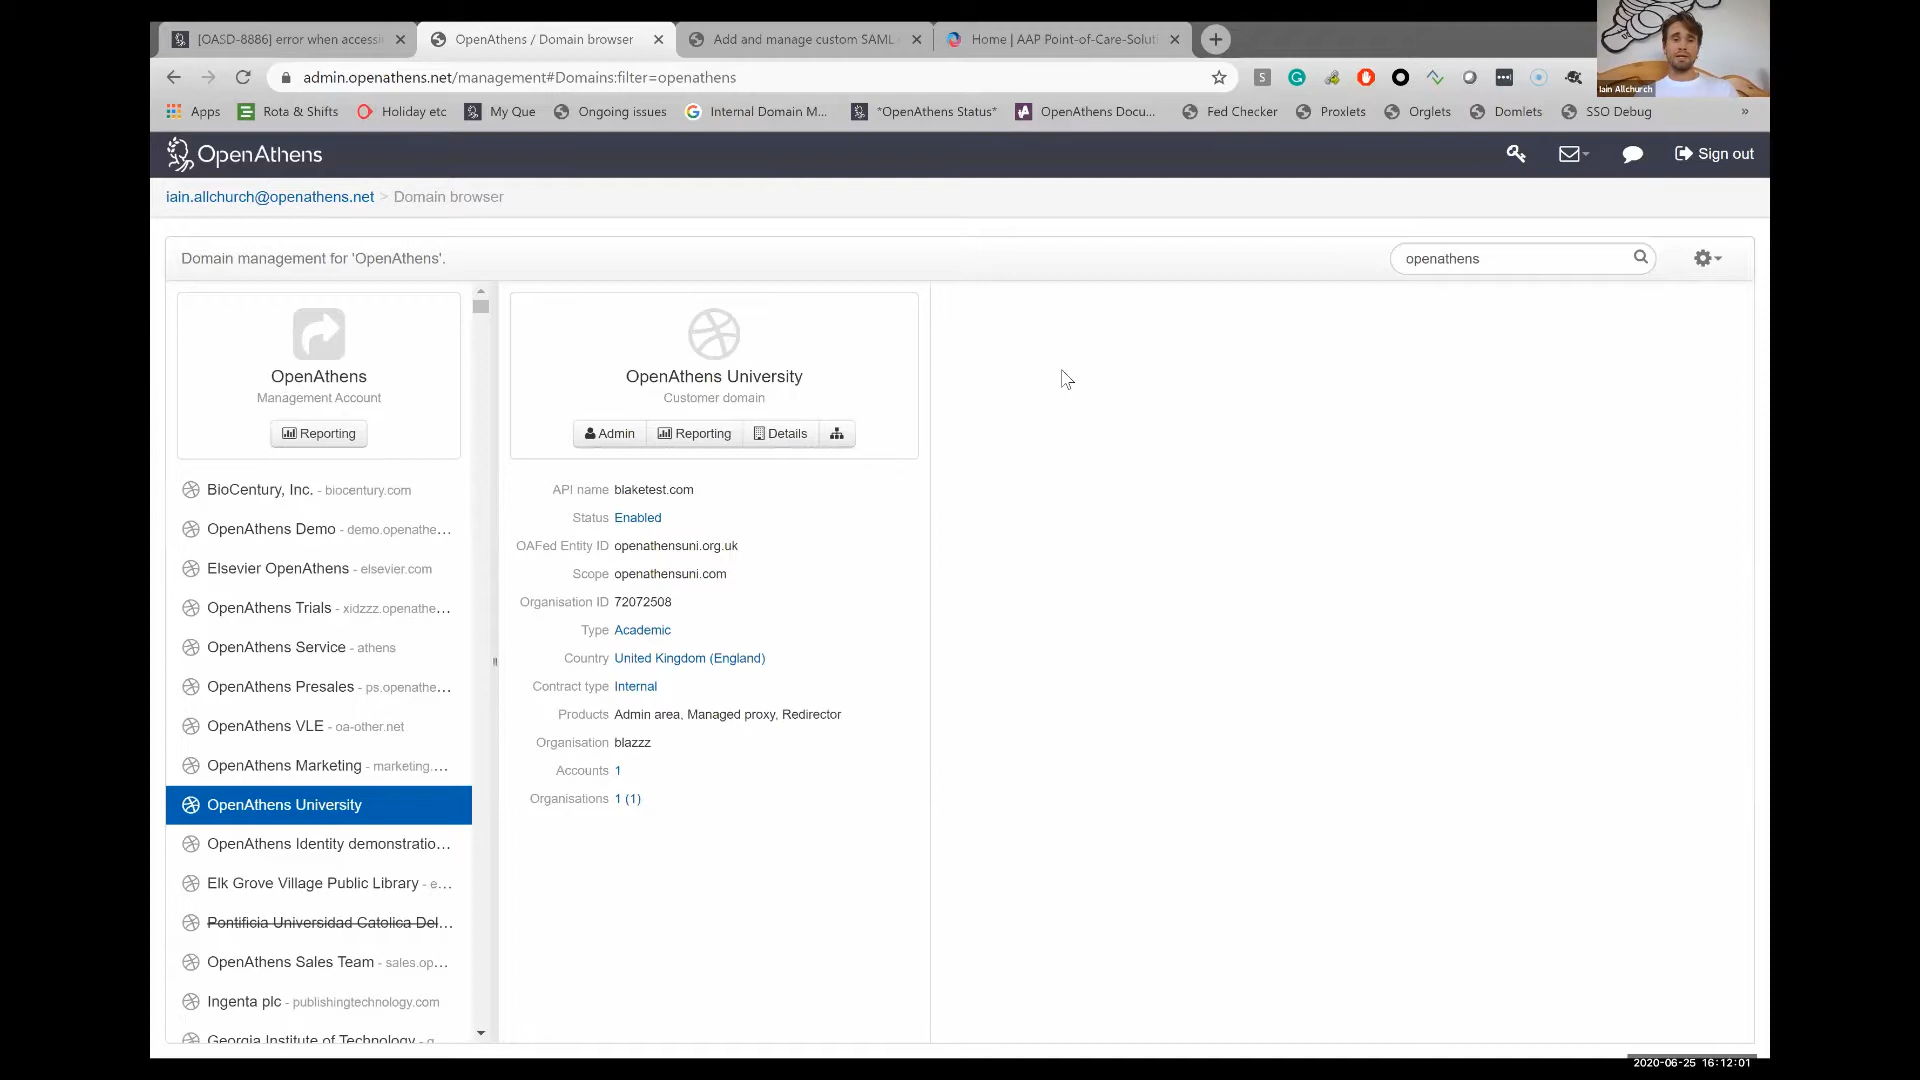 [OASD-8886] error when accessi
OpenAthens / Domain browser
Add and manage custom SAML
Home | AAP Point-of-Care-Soluti
admin.openathens.net/management#Domains:filter=openathens
Iain Allchurch
Apps
Rota & Shifts
Holiday etc
My Que
Ongoing issues
Internal Domain M...
*OpenAthens Status*
OpenAthens Docu...
Fed Checker
Proxlets
Orglets
Domlets
SSO Debug
»
OpenAthens
Sign out
iain.allchurch@openathens.net > Domain browser
Domain management for 'OpenAthens'.
openathens
OpenAthens
Management Account
Reporting
BioCentury, Inc. - biocentury.com
OpenAthens Demo - demo.openathe...
Elsevier OpenAthens - elsevier.com
OpenAthens Trials - xidzzz.openathe...
OpenAthens Service - athens
OpenAthens Presales - ps.openathe...
OpenAthens VLE - oa-other.net
OpenAthens Marketing - marketing....
OpenAthens University
OpenAthens Identity demonstratio...
Elk Grove Village Public Library - e...
Pontificia Universidad Catolica Del...
OpenAthens Sales Team - sales.op...
Ingenta plc - publishingtechnology.com
Georgia Institute of Technology - g
OpenAthens University
Customer domain
Admin
Reporting
Details
API name blaketest.com
Status Enabled
OAFed Entity ID openathensuni.org.uk
Scope openathensuni.com
Organisation ID 72072508
Type Academic
Country United Kingdom (England)
Contract type Internal
Products Admin area, Managed proxy, Redirector
Organisation blazzz
Accounts 1
Organisations 1 (1)
2020-06-25 16:12:01